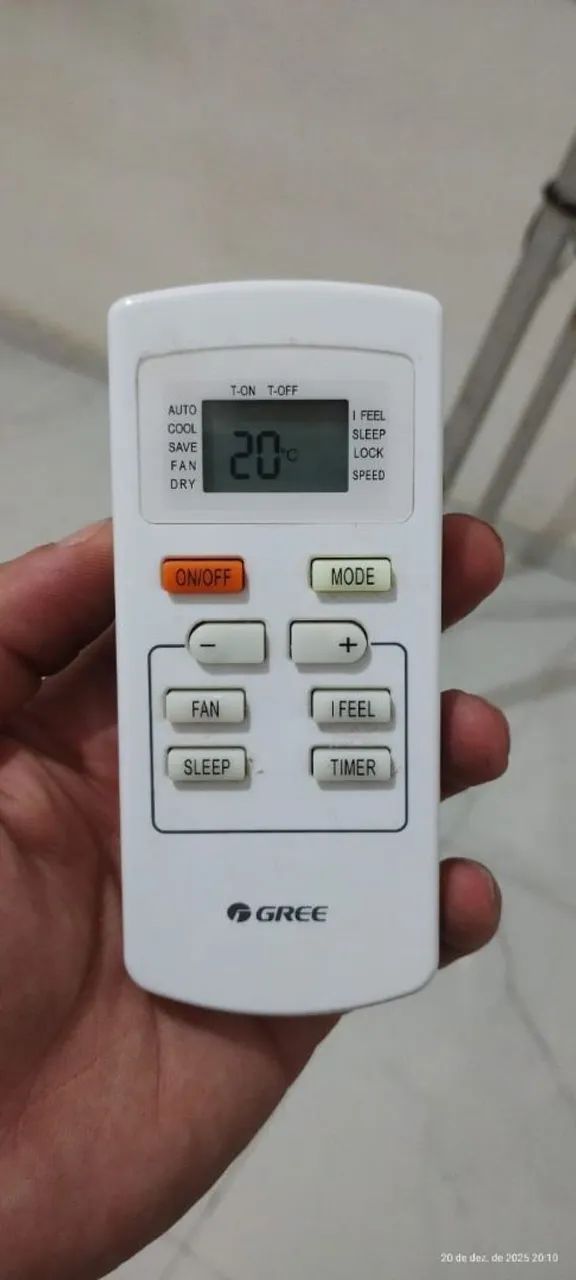 T-ON T-OFF
AUTO
COOL
SAVE
FAN
DRY
20°C
I FEEL
SLEEP
LOCK
SPEED
ON/OFF MODE
- +
FAN I FEEL
SLEEP TIMER
GREE
20 de dez. de 2025 20:10